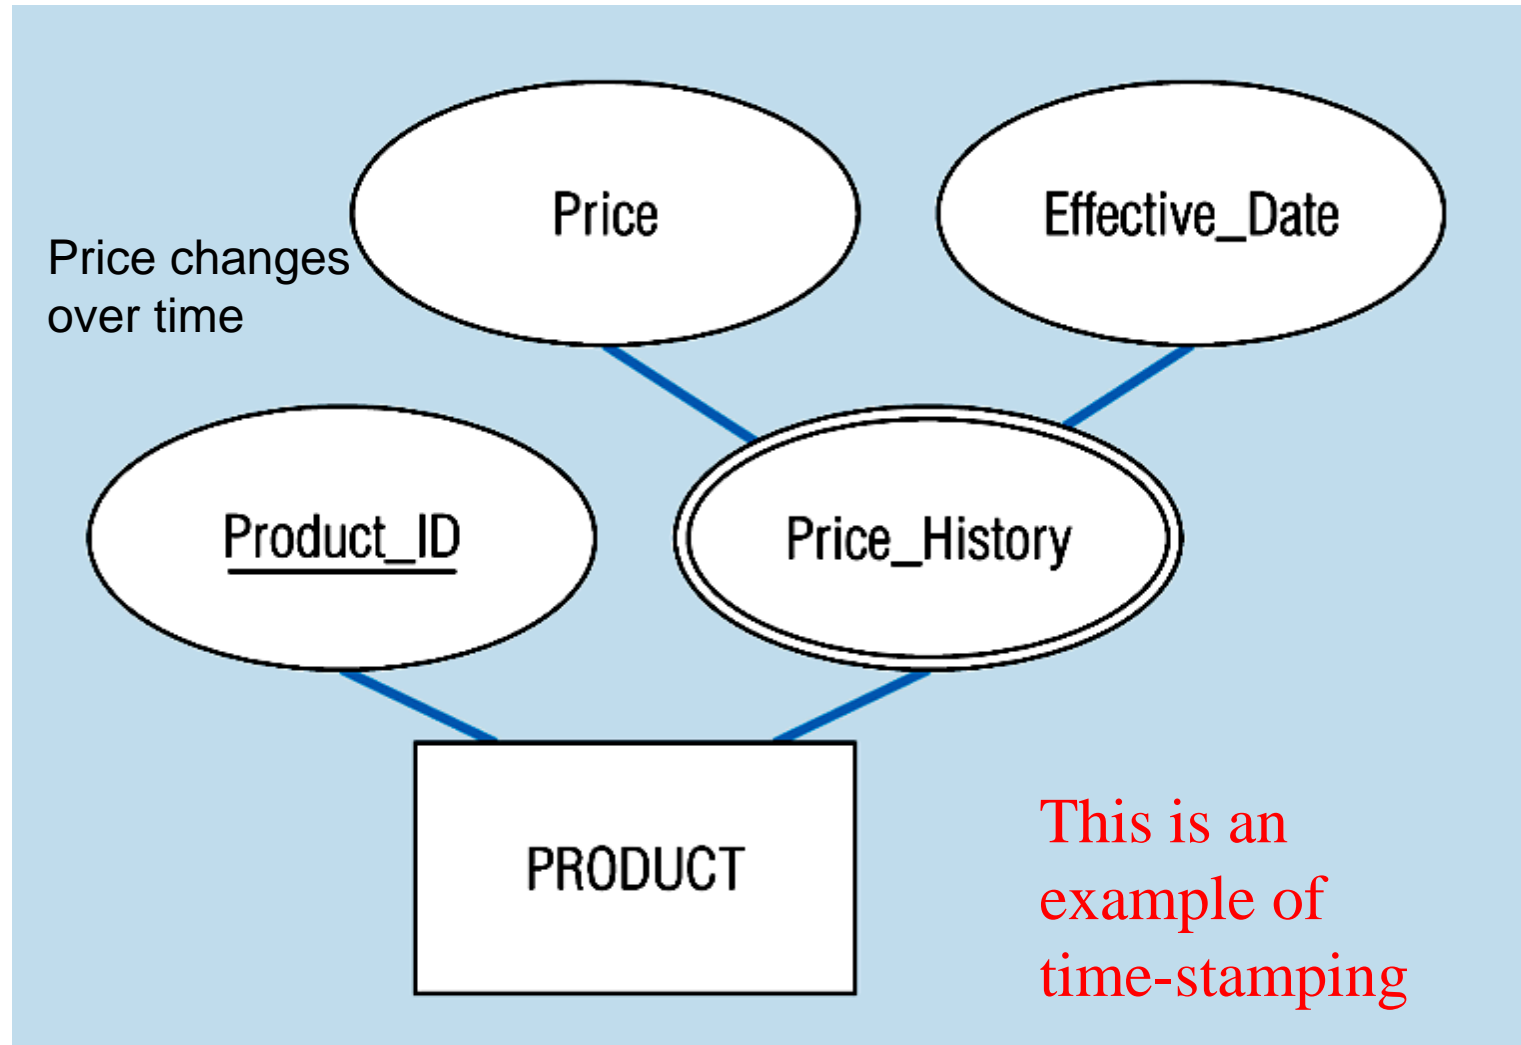 Price
Effective_Date
Price changes
over time
Product_ID
Price_History
PRODUCT
This is an
example of
time-stamping